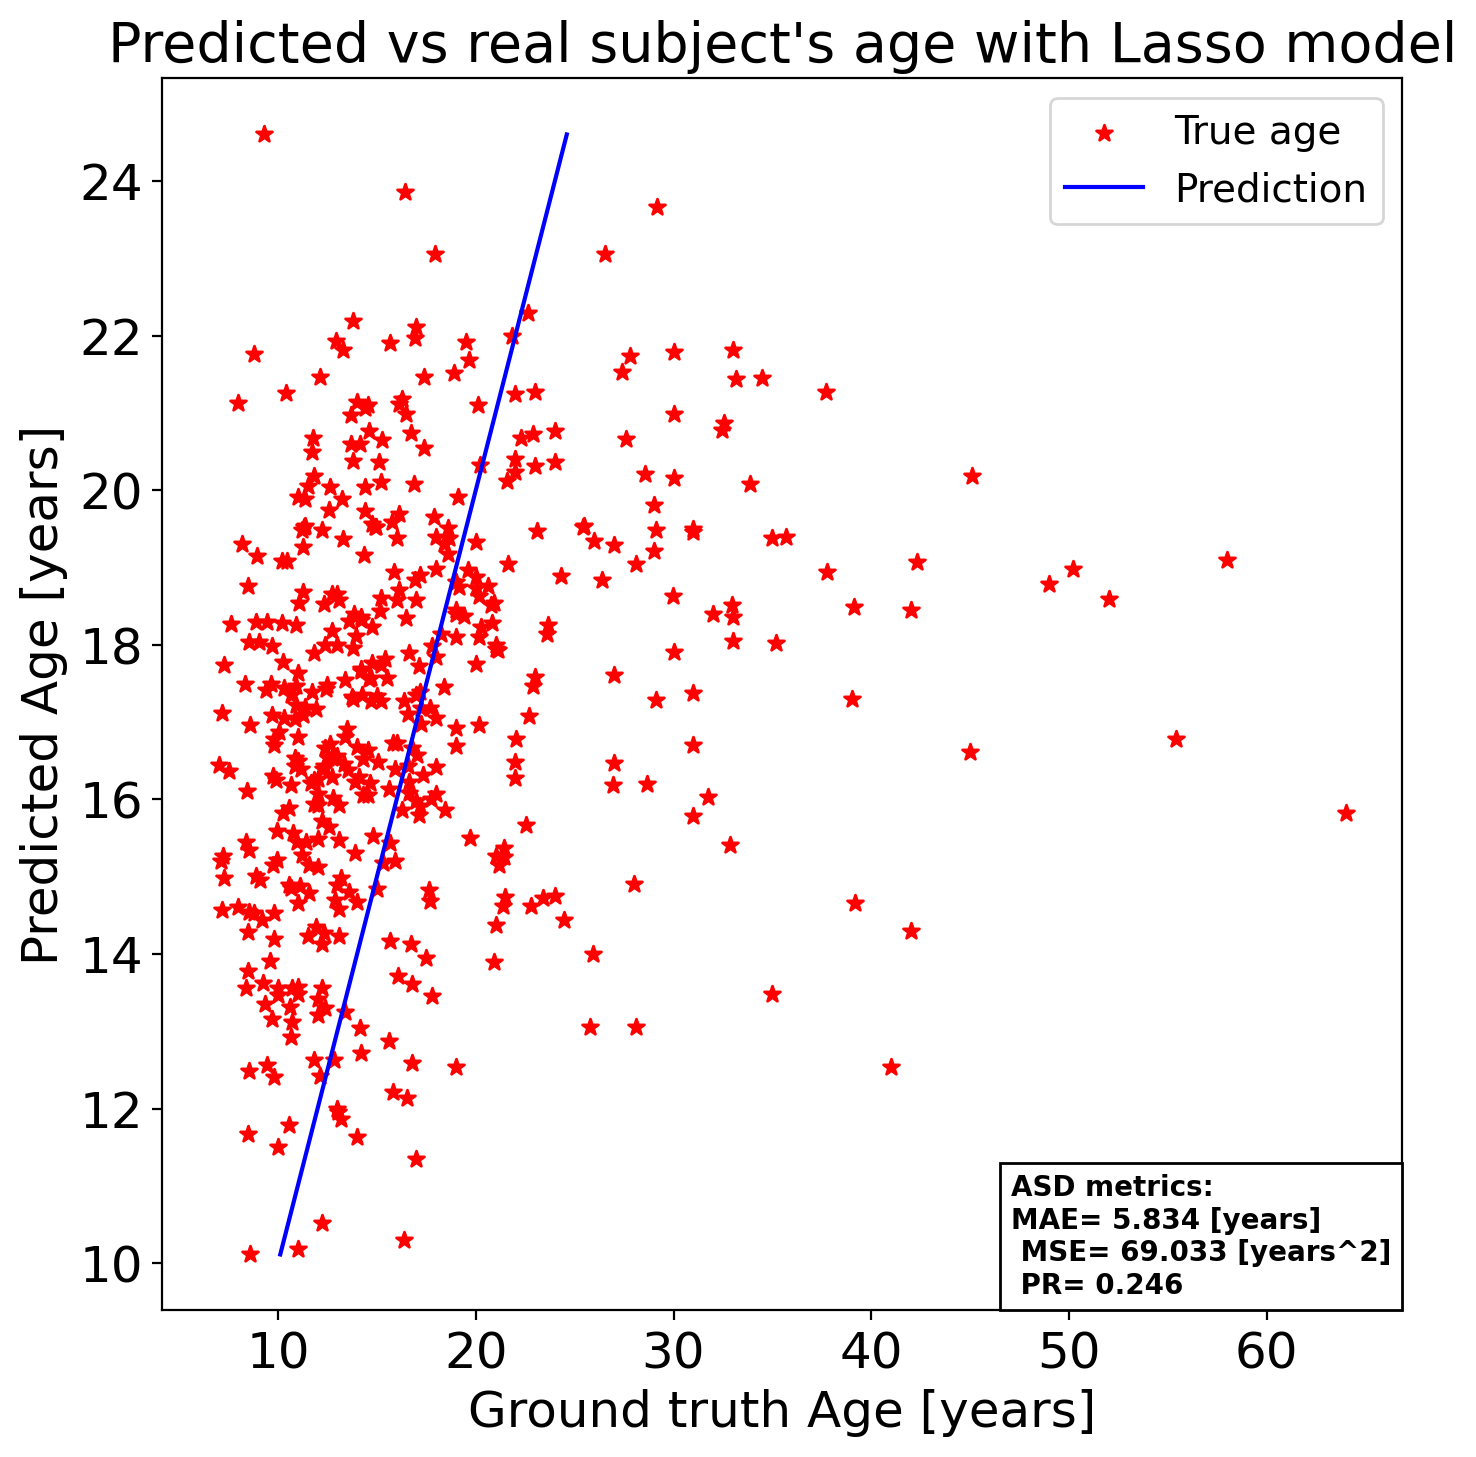 Predicted vs real subject's age with Lasso model
True age
Prediction
Predicted Age [years]
24
22
20
18
16
14
12
10
ASD metrics:
MAE= 5.834 [years]
MSE= 69.033 [years^2]
PR= 0.246
10 20 30 40 50 60
Ground truth Age [years]